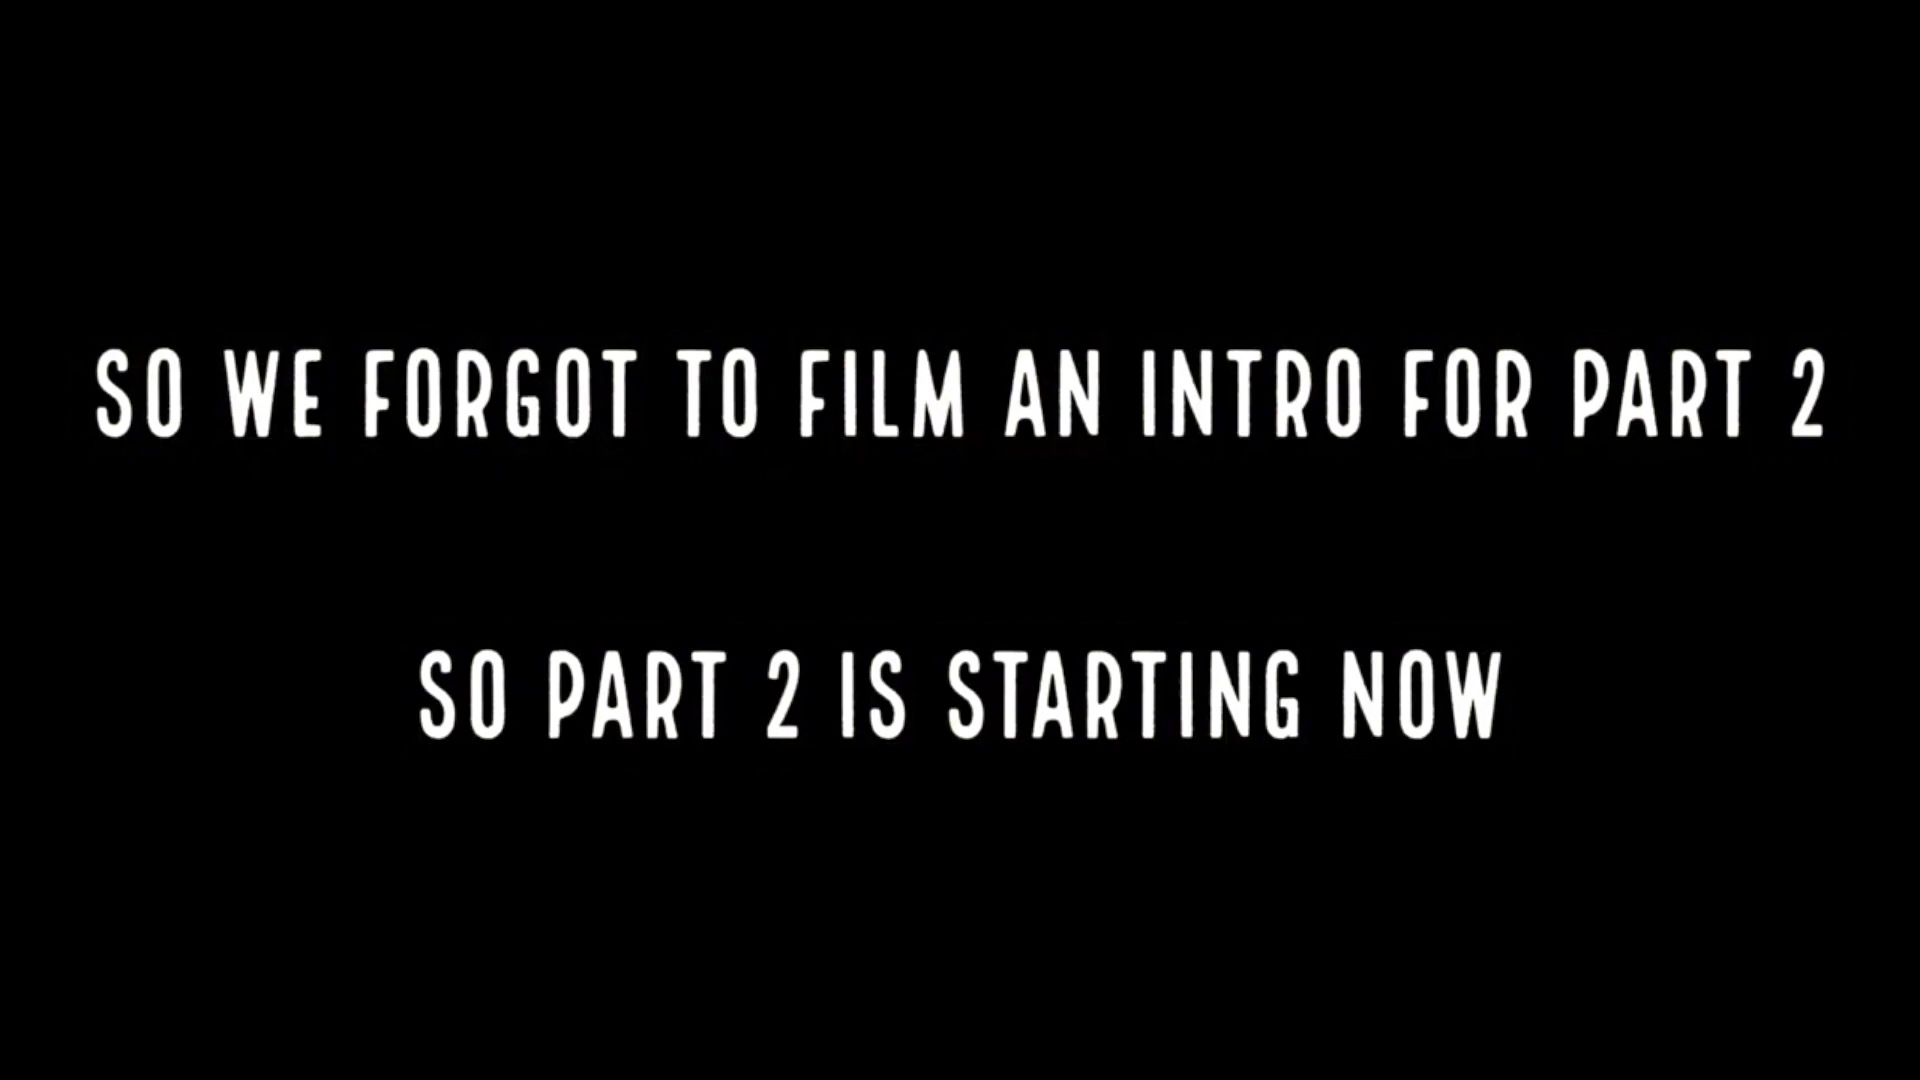 SO WE FORGOT TO FILM AN INTRO FOR PART 2
SO PART 2 IS STARTING NOW